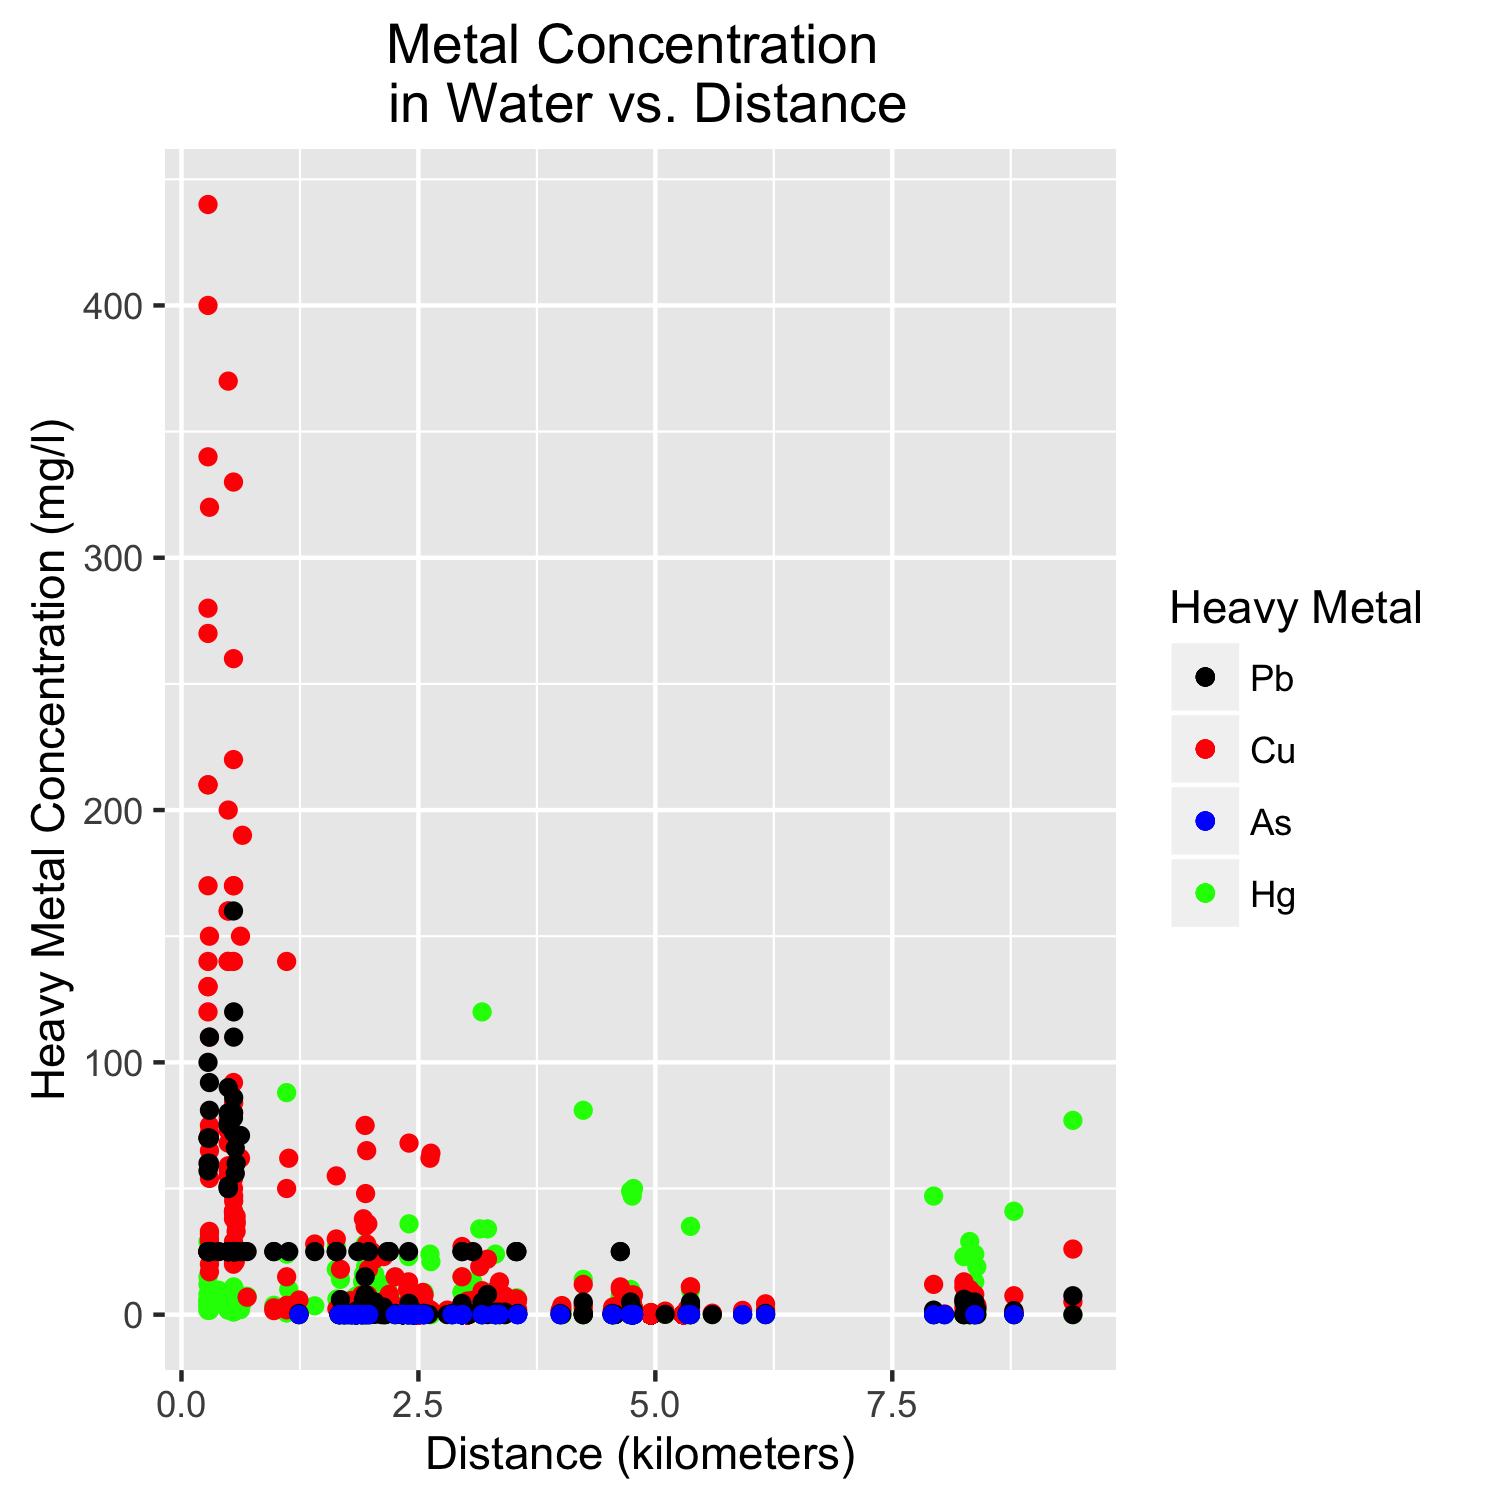 Metal Concentration
in Water vs. Distance
Heavy Metal Concentration (mg/l)
400
300
200
100
0
0.0 2.5 5.0 7.5
Distance (kilometers)
Heavy Metal
Pb
Cu
As
Hg